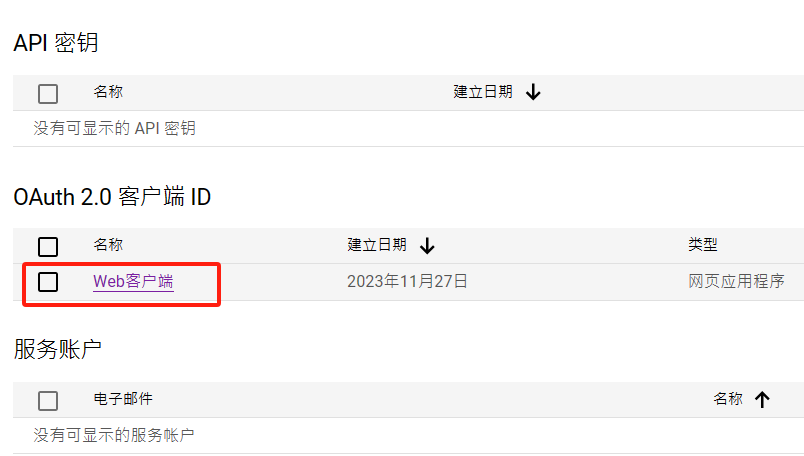 API 密钥
名称 建立日期
没有可显示的 API 密钥
OAuth 2.0 客户端 ID
名称 建立日期 类型
Web客户端 2023年11月27日 网页应用程序
服务账户
电子邮件 名称
没有可显示的服务帐户